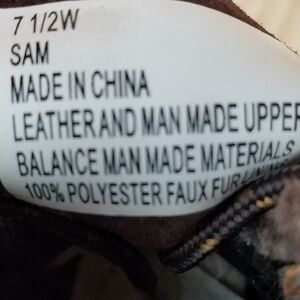 7 1/2W
SAM
MADE IN CHINA
LEATHER AND MAN MADE UPPER
BALANCE MAN MADE MATERIALS
100% POLYESTER FAUX FUR LINING